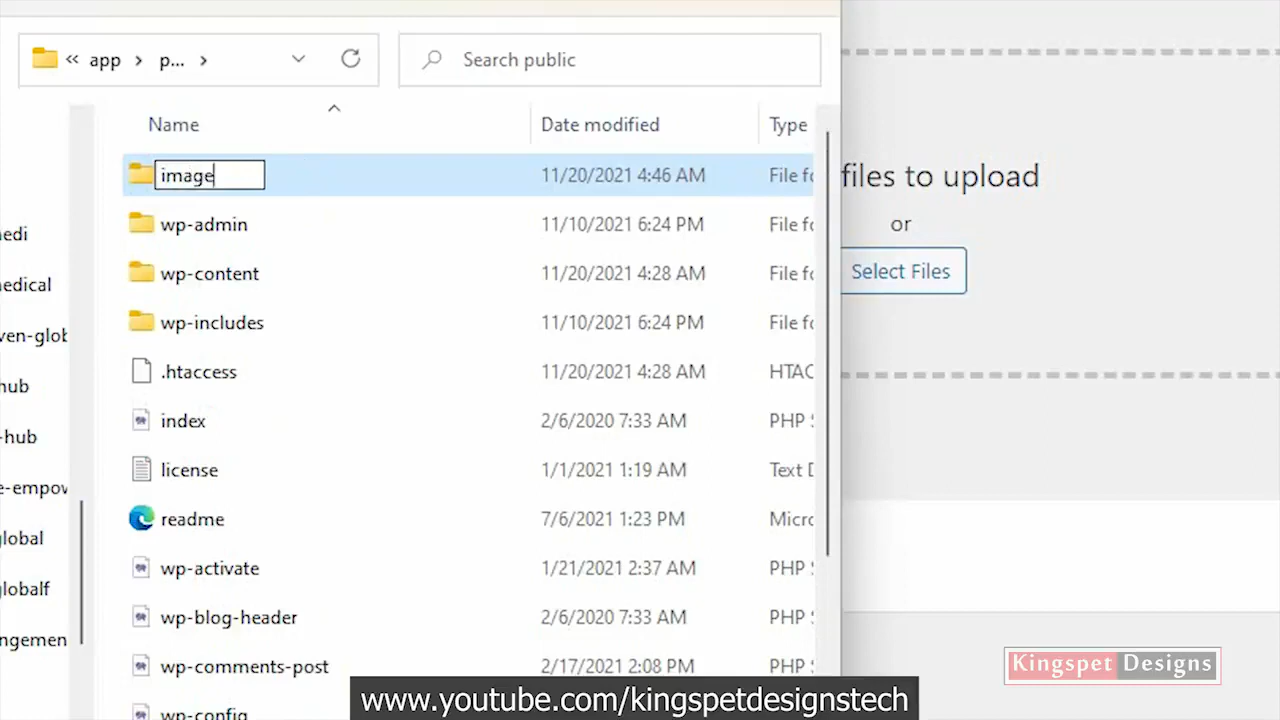 « app › p... ›
Search public
Name Date modified Type
image 11/20/2021 4:46 AM File fo
wp-admin 11/10/2021 6:24 PM File fo
wp-content 11/20/2021 4:28 AM File fo
wp-includes 11/10/2021 6:24 PM File fo
.htaccess 11/20/2021 4:28 AM HTAC
index 2/6/2020 7:33 AM PHP S
license 1/1/2021 1:19 AM Text D
readme 7/6/2021 1:23 PM Micro
wp-activate 1/21/2021 2:37 AM PHP S
wp-blog-header 2/6/2020 7:33 AM PHP S
wp-comments-post 2/17/2021 2:08 PM PHP S
wp-config
nedi
nedical
ven-glob
hub
-hub
e-empow
global
globalf
ngemen
files to upload
or
Select Files
Kingspet Designs
www.youtube.com/kingspetdesignstech